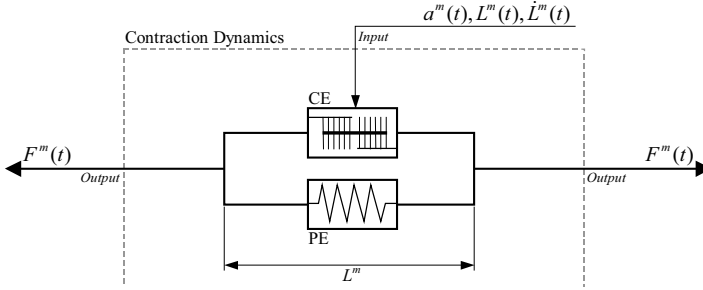 a^m(t), L^m(t), L̇^m(t)
Contraction Dynamics
Input
CE
F^m(t)
F^m(t)
Output
Output
PE
L^m